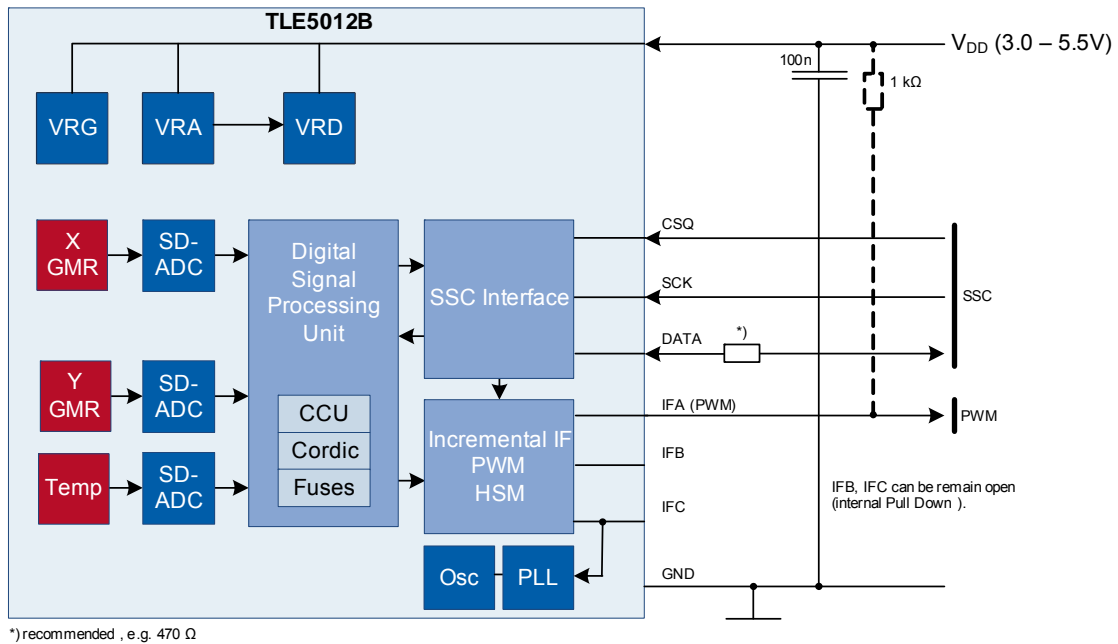 TLE5012B
V_DD (3.0 – 5.5V)
100n
1 kΩ
VRG
VRA
VRD
X
GMR
SD-
ADC
Digital
Signal
Processing
Unit
SSC Interface
CSQ
SCK
SSC
DATA
*)
Y
GMR
SD-
ADC
CCU
Cordic
Fuses
Incremental IF
PWM
HSM
IFA (PWM)
PWM
IFB
IFB, IFC can be remain open
(internal Pull Down ).
Temp
SD-
ADC
IFC
Osc
PLL
GND
*) recommended , e.g. 470 Ω